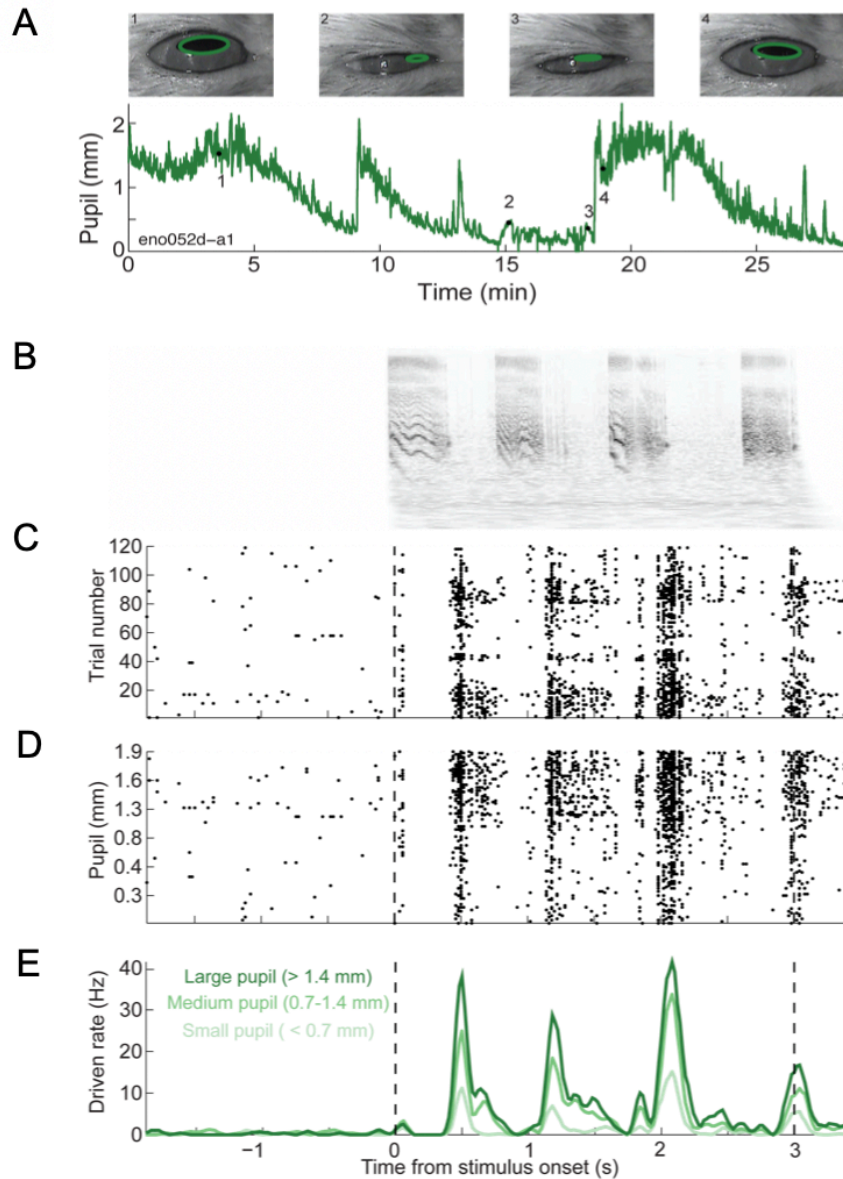 A
1 2 3 4
2
1
0
Pupil (mm)
1 2 3 4
eno052d-a1
0 5 10 15 20 25
Time (min)
B
C
120
100
80
60
40
20
Trial number
D
1.9
1.6
1.3
0.8
0.4
0.3
Pupil (mm)
E
40
30
20
10
0
Driven rate (Hz)
Large pupil (> 1.4 mm)
Medium pupil (0.7-1.4 mm)
Small pupil ( < 0.7 mm)
−1 0 1 2 3
Time from stimulus onset (s)